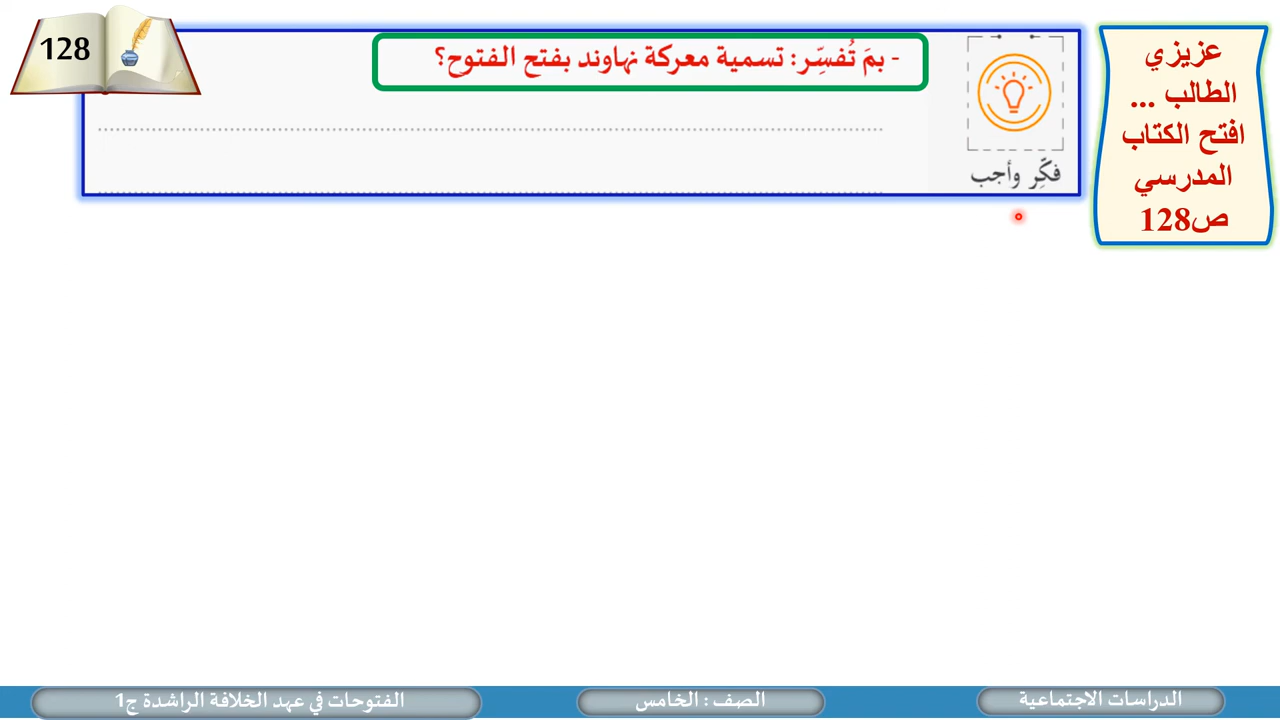 عزيزي
الطالب ...
افتح الكتاب
المدرسي
ص128
128
- بمَ تُفسِّر: تسمية معركة نهاوند بفتح الفتوح؟
فكّر وأجب
الدراسات الاجتماعية
الصف : الخامس
الفتوحات في عهد الخلافة الراشدة ج1